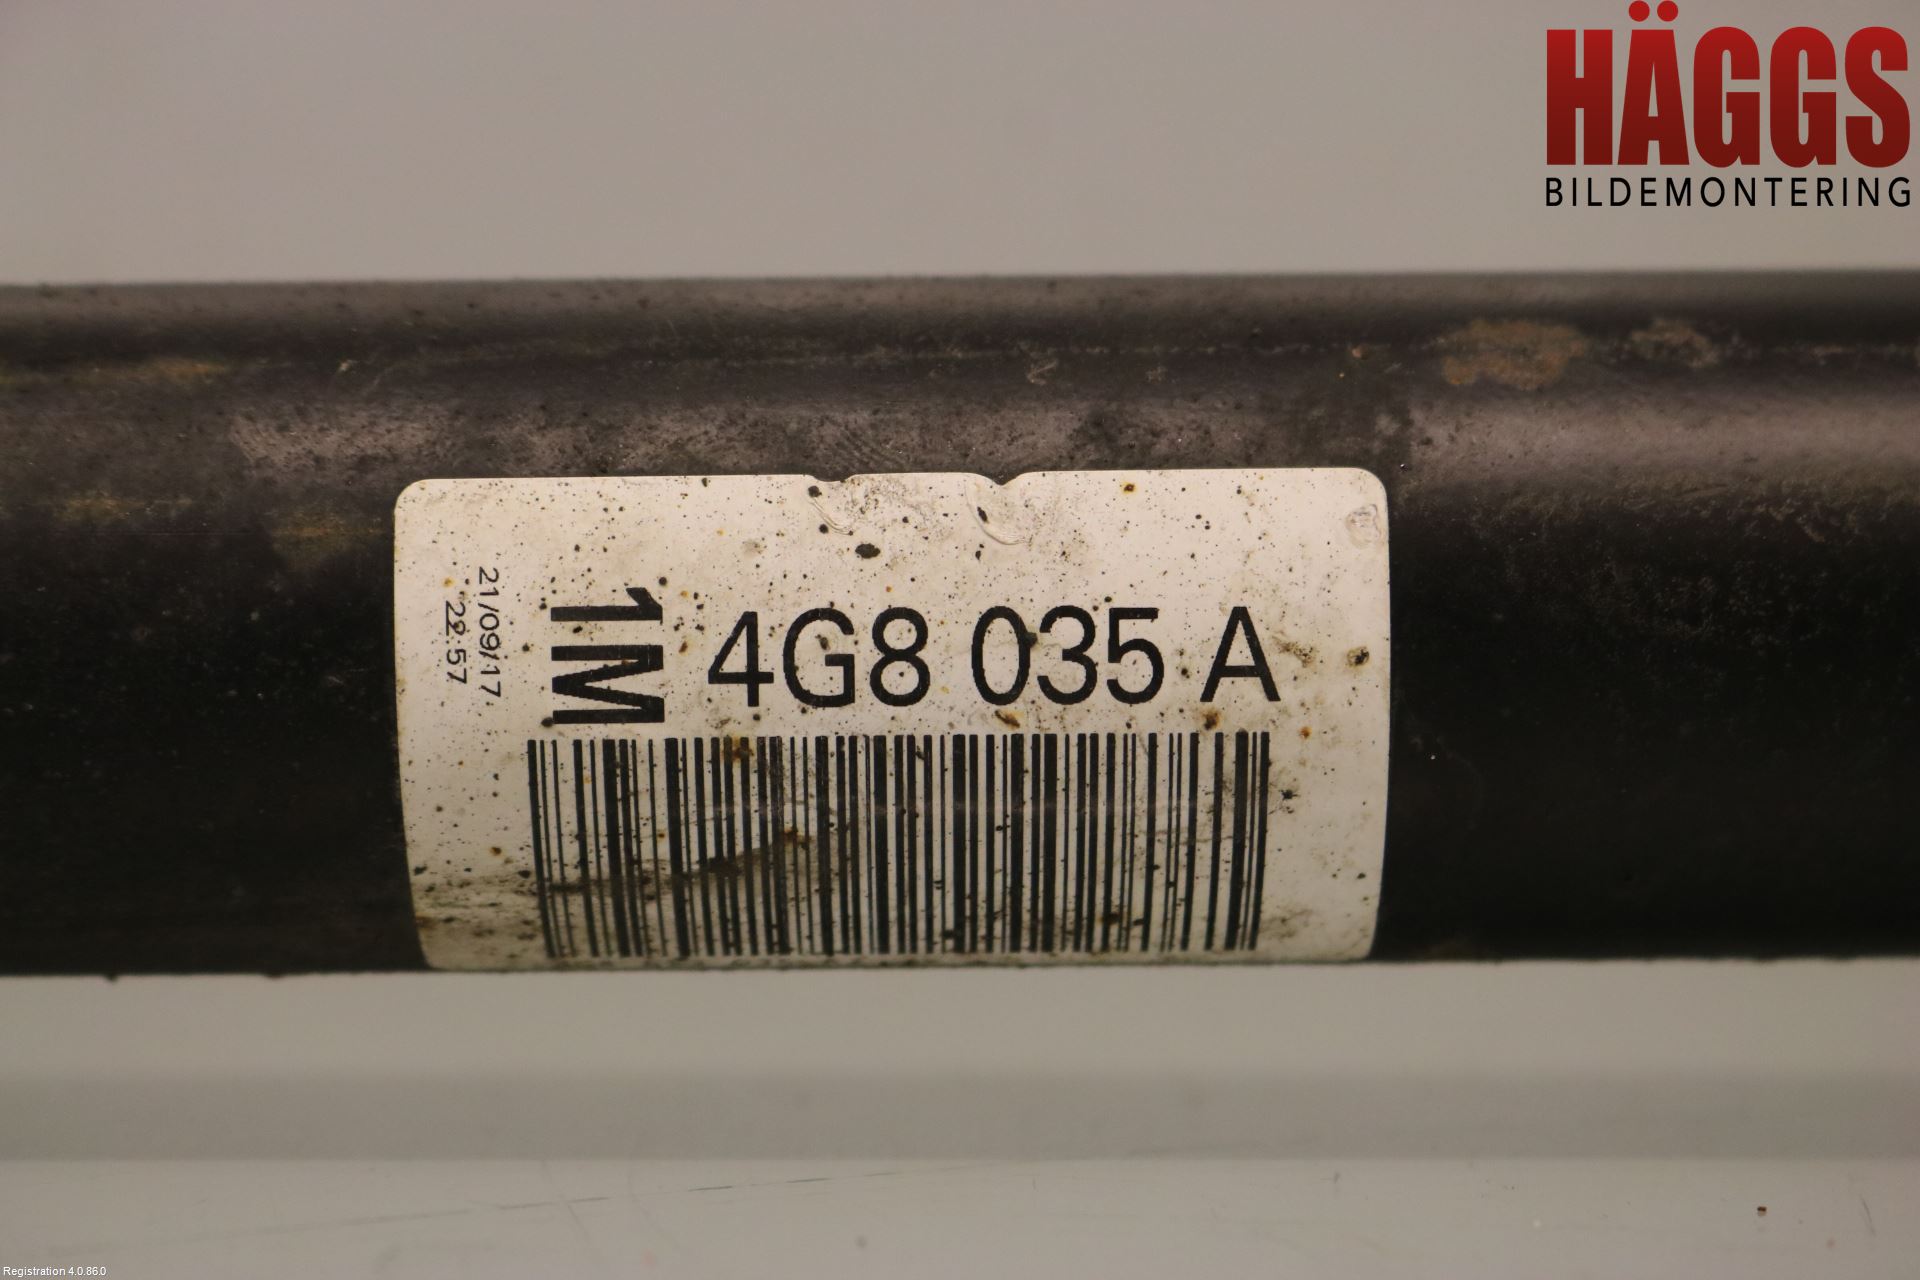 HÄGGS
BILDEMONTERING
21/09/17
22:57
1M
4G8 035 A
Registration 4.0.86.0